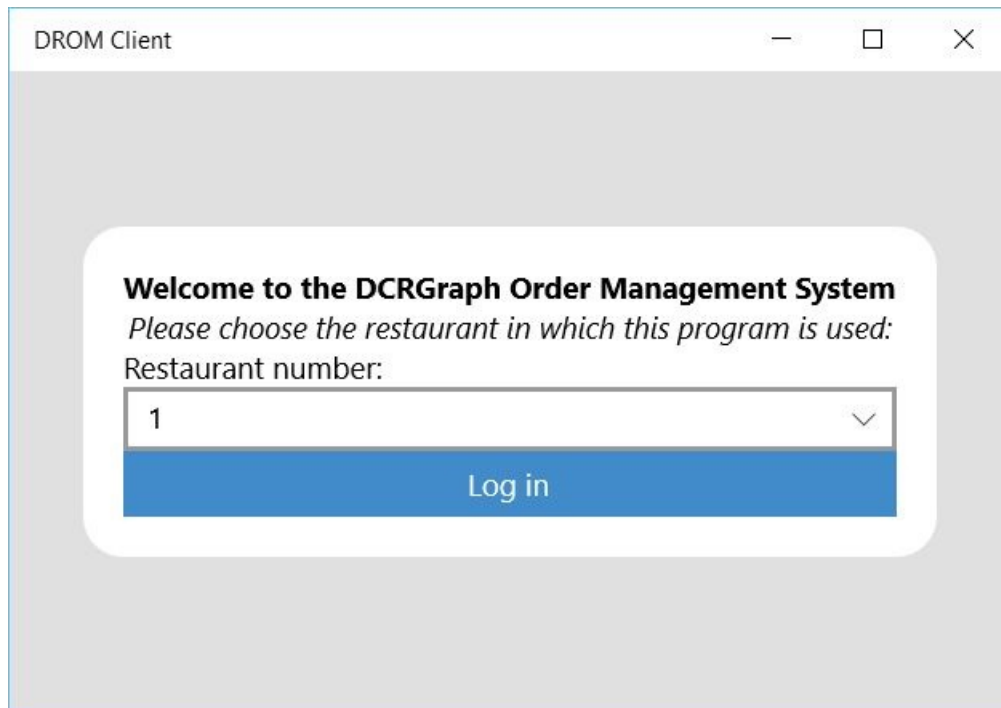 DROM Client
Welcome to the DCRGraph Order Management System
Please choose the restaurant in which this program is used:
Restaurant number:
1
Log in